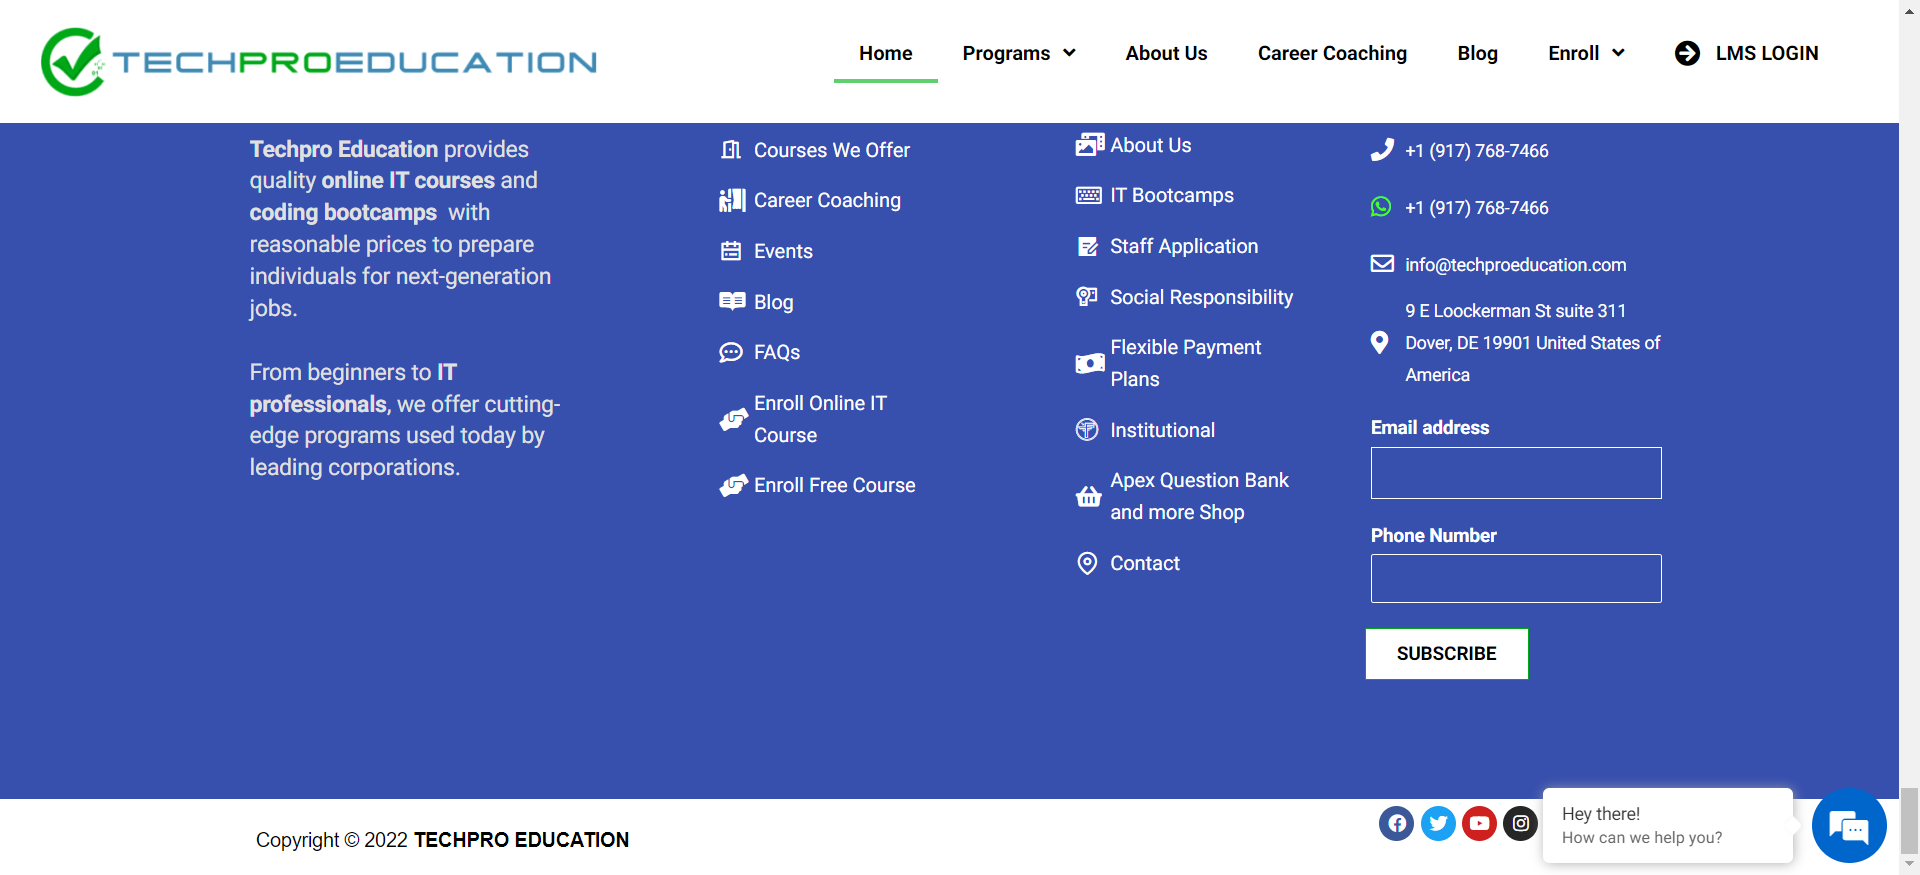 TECHPROEDUCATION
Home
Programs
About Us
Career Coaching
Blog
Enroll
LMS LOGIN
Techpro Education provides
quality online IT courses and
coding bootcamps with
reasonable prices to prepare
individuals for next-generation
jobs.
From beginners to IT
professionals, we offer cutting-
edge programs used today by
leading corporations.
Courses We Offer
Career Coaching
Events
Blog
FAQs
Enroll Online IT
Course
Enroll Free Course
About Us
IT Bootcamps
Staff Application
Social Responsibility
Flexible Payment
Plans
Institutional
Apex Question Bank
and more Shop
Contact
+1 (917) 768-7466
+1 (917) 768-7466
info@techproeducation.com
9 E Loockerman St suite 311
Dover, DE 19901 United States of
America
Email address
Phone Number
SUBSCRIBE
Copyright © 2022 TECHPRO EDUCATION
Hey there!
How can we help you?